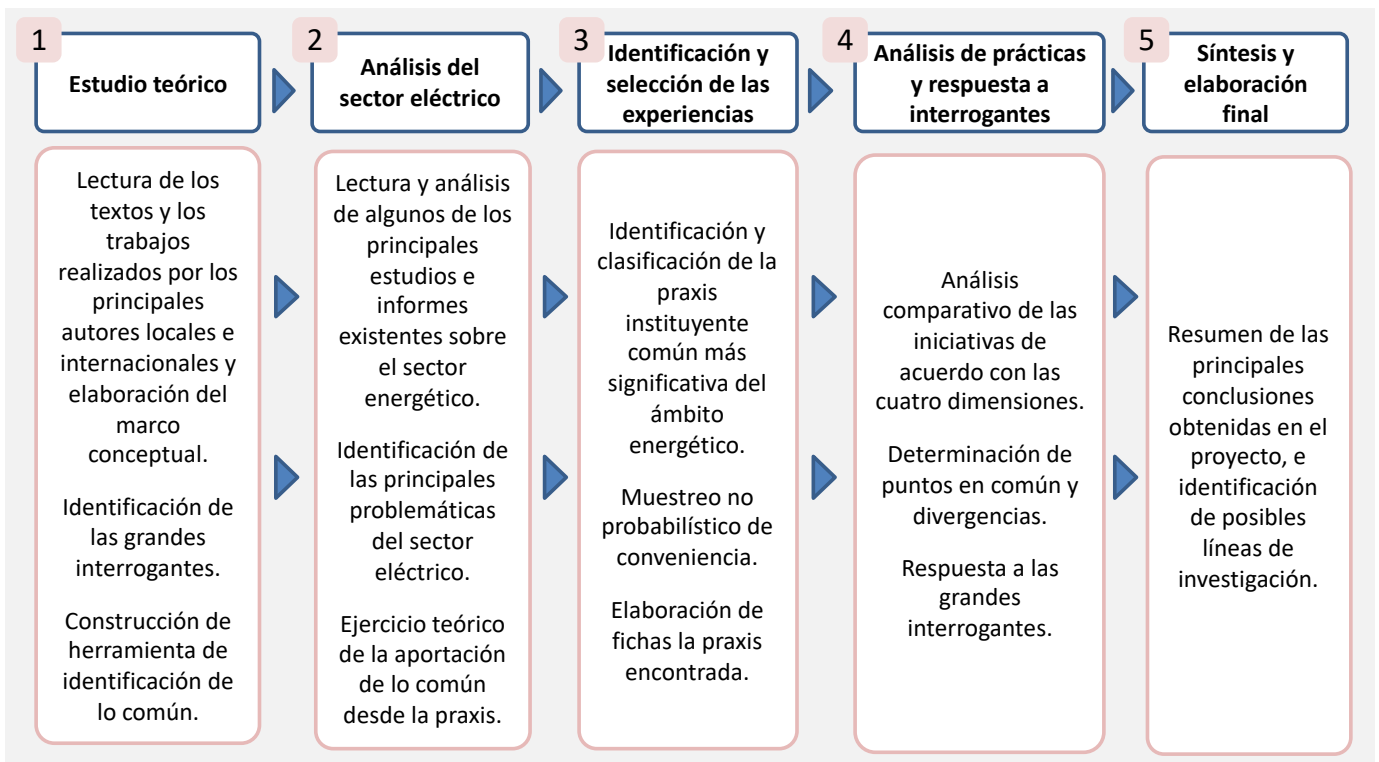 1
Estudio teórico
2
Análisis del
sector eléctrico
3
Identificación y
selección de las
experiencias
4
Análisis de prácticas
y respuesta a
interrogantes
5
Síntesis y
elaboración
final
Lectura de los
textos y los
trabajos
realizados por los
principales
autores locales e
internacionales y
elaboración del
marco
conceptual.
Identificación de
las grandes
interrogantes.
Construcción de
herramienta de
identificación de
lo común.
Lectura y análisis
de algunos de los
principales
estudios e
informes
existentes sobre
el sector
energético.
Identificación de
las principales
problemáticas
del sector
eléctrico.
Ejercicio teórico
de la aportación
de lo común
desde la praxis.
Identificación y
clasificación de la
praxis
instituyente
común más
significativa del
ámbito
energético.
Muestreo no
probabilístico de
conveniencia.
Elaboración de
fichas la praxis
encontrada.
Análisis
comparativo de las
iniciativas de
acuerdo con las
cuatro dimensiones.
Determinación de
puntos en común y
divergencias.
Respuesta a las
grandes
interrogantes.
Resumen de las
principales
conclusiones
obtenidas en el
proyecto, e
identificación
de posibles
líneas de
investigación.